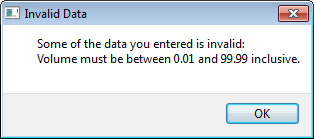 Invalid Data
Some of the data you entered is invalid:
Volume must be between 0.01 and 99.99 inclusive.
OK